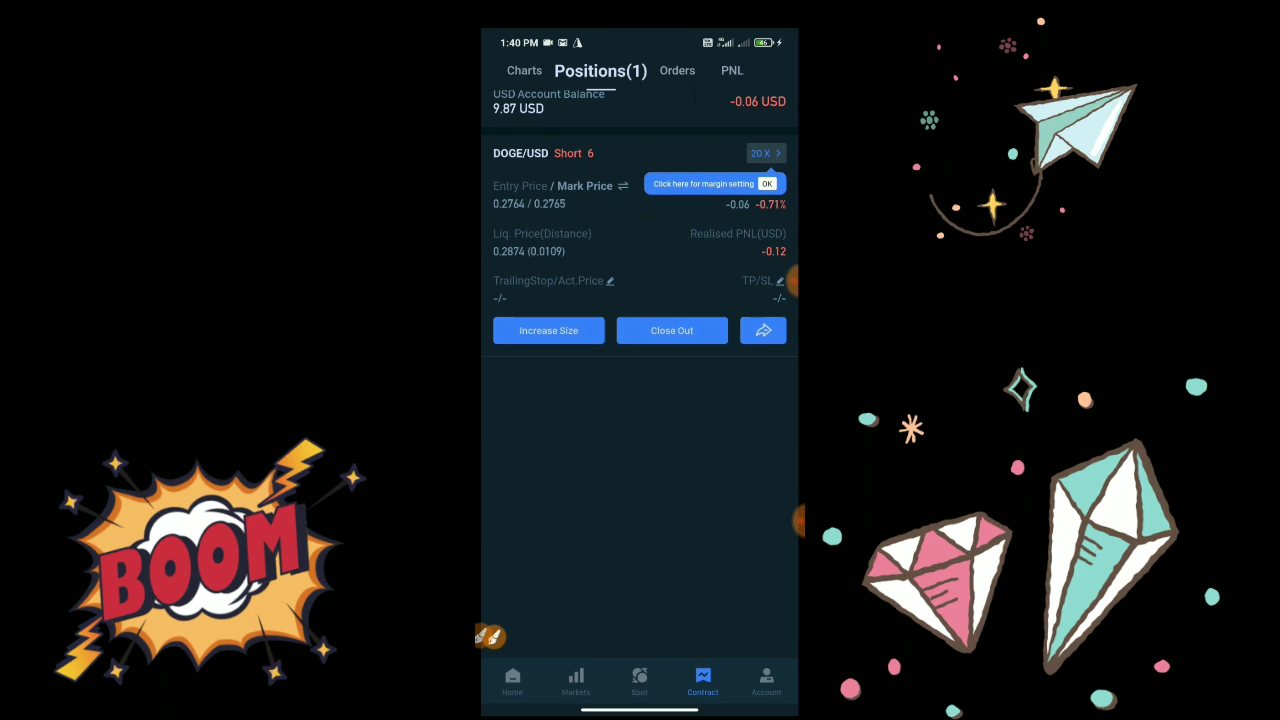 1:40 PM
46
Charts Positions(1) Orders PNL
USD Account Balance
9.87 USD -0.06 USD
DOGE/USD Short 6 20 X >
Click here for margin setting OK
Entry Price / Mark Price
0.2764 / 0.2765 -0.06 -0.71%
Liq. Price(Distance) Realised PNL(USD)
0.2874 (0.0109) -0.12
TrailingStop/Act.Price TP/SL
-/- -/-
Increase Size Close Out
BOOM
Home Markets Spot Contract Account